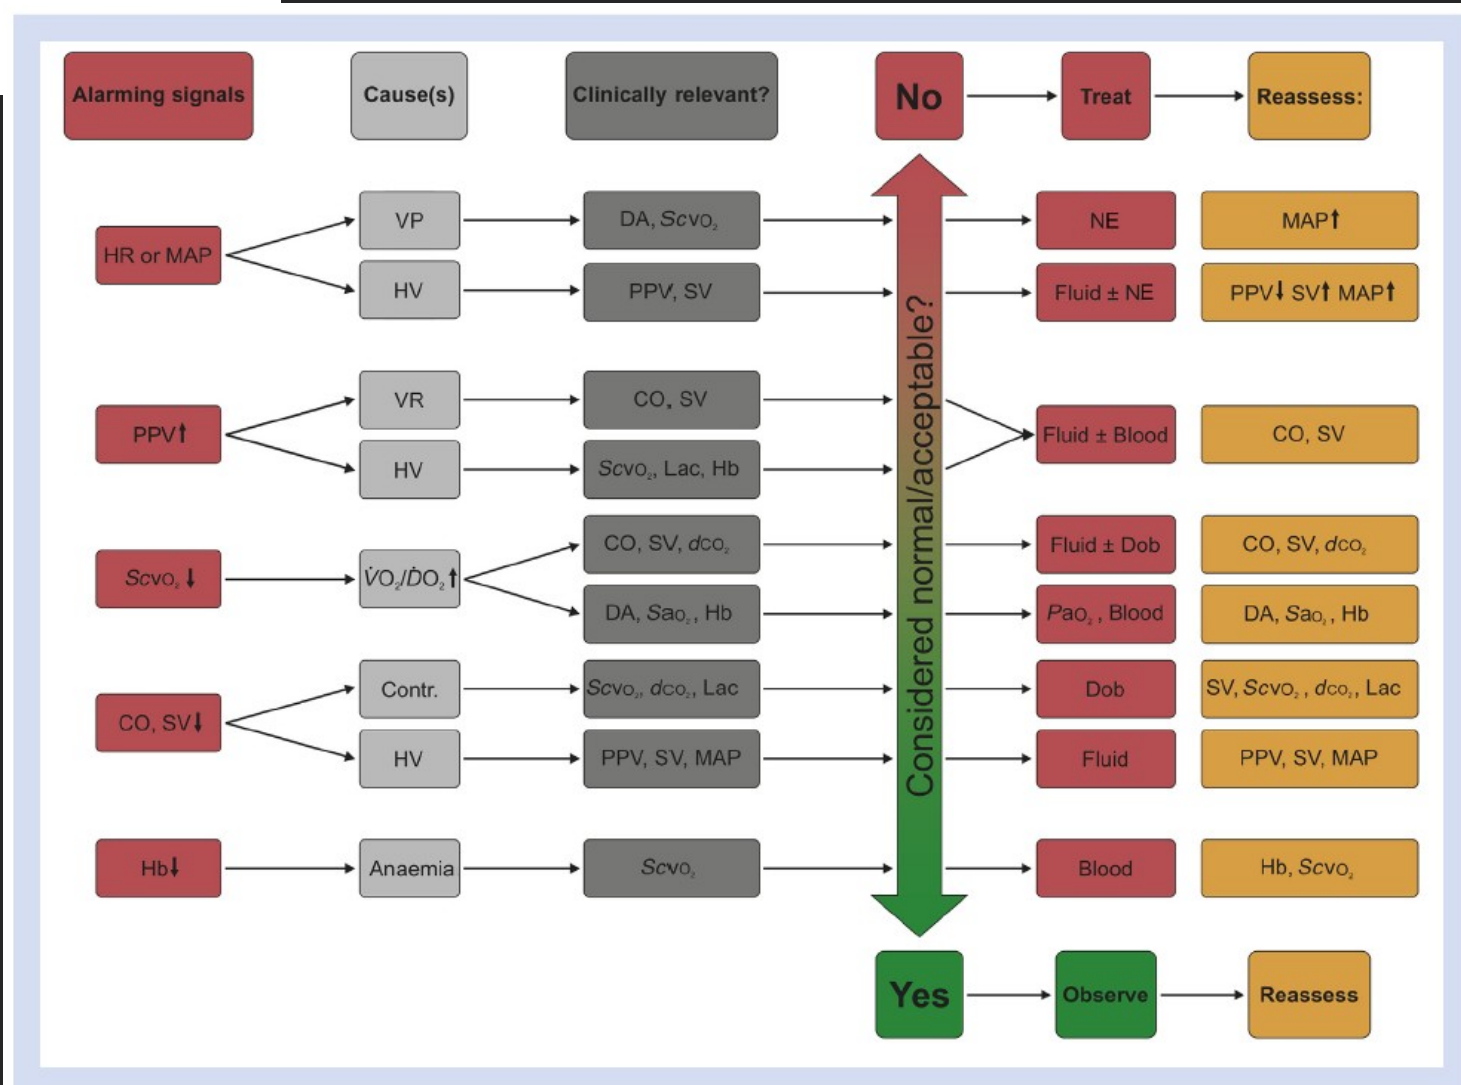 Alarming signals
Cause(s)
Clinically relevant?
No
Treat
Reassess:
HR or MAP
VP
DA, ScvO₂
NE
MAP↑
HV
PPV, SV
Fluid ± NE
PPV↓ SV↑ MAP↑
PPV↑
VR
CO, SV
Fluid ± Blood
CO, SV
HV
ScvO₂, Lac, Hb
ScvO₂↓
V̇O₂/ḊO₂↑
CO, SV, dCO₂
Fluid ± Dob
CO, SV, dCO₂
DA, SaO₂, Hb
PaO₂, Blood
DA, SaO₂, Hb
CO, SV↓
Contr.
ScvO₂, dCO₂, Lac
Dob
SV, ScvO₂, dCO₂, Lac
HV
PPV, SV, MAP
Fluid
PPV, SV, MAP
Hb↓
Anaemia
ScvO₂
Blood
Hb, ScvO₂
Considered normal/acceptable?
Yes
Observe
Reassess